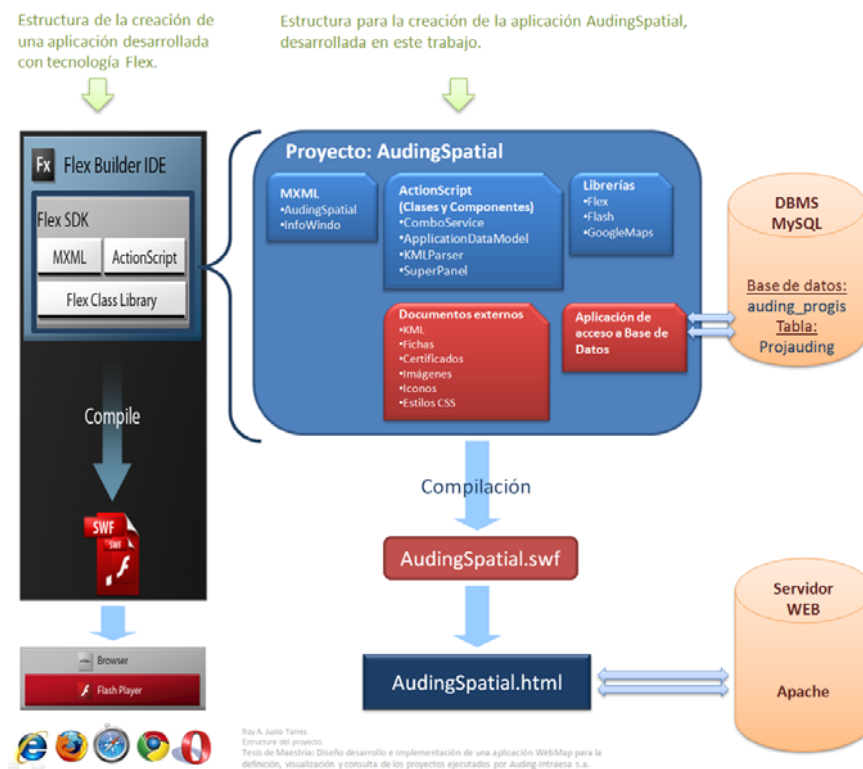 Estructura de la creación de
una aplicación desarrollada
con tecnología Flex.
Estructura para la creación de la aplicación AudingSpatial,
desarrollada en este trabajo.
Fx Flex Builder IDE
Flex SDK
MXML ActionScript
Flex Class Library
Compile
SWF
SWF
Browser
Flash Player
Proyecto: AudingSpatial
MXML
•AudingSpatial
•InfoWindo
ActionScript
(Clases y Componentes)
•ComboService
•ApplicationDataModel
•KMLParser
•SuperPanel
Librerías
•Flex
•Flash
•GoogleMaps
Documentos externos
•KML
•Fichas
•Certificados
•Imágenes
•Iconos
•Estilos CSS
Aplicación de
acceso a Base de
Datos
DBMS
MySQL
Base de datos:
auding_progis
Tabla:
Projauding
Compilación
AudingSpatial.swf
AudingSpatial.html
Servidor
WEB
Apache
Roy A. Justo Torres
Estructura del proyecto.
Tesis de Maestría: Diseño desarrollo e implementación de una aplicación WebMap para la
definición, visualización y consulta de los proyectos ejecutados por Auding-Intraesa s.a.